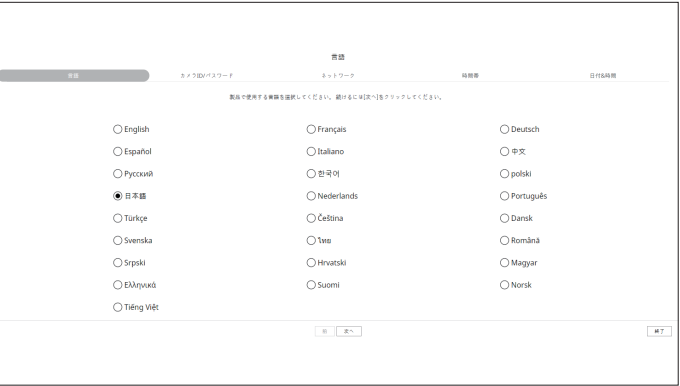 言語
言語 カメラID/パスワード ネットワーク 時間帯 日付&時間
製品で使用する言語を選択してください。 続けるには[次へ]をクリックしてください。
English Français Deutsch
Español Italiano 中文
Русский 한국어 polski
日本語 Nederlands Português
Türkçe Čeština Dansk
Svenska ไทย Română
Srpski Hrvatski Magyar
Ελληνικά Suomi Norsk
Tiếng Việt
前 次へ 終了